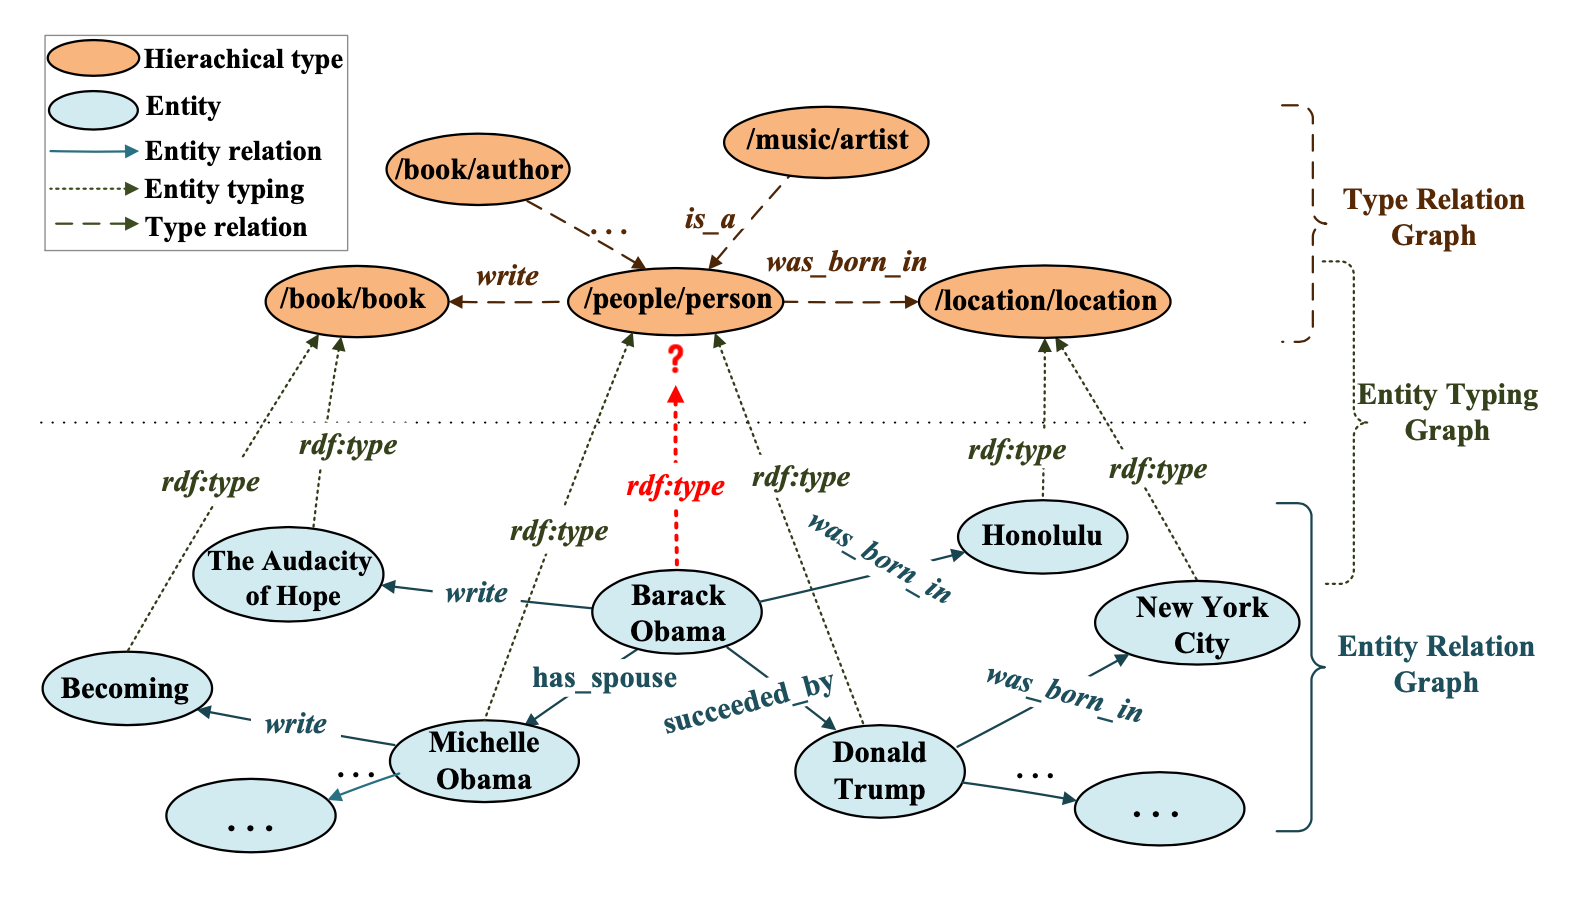 Hierachical type
Entity
Entity relation
Entity typing
Type relation
/book/author
/music/artist
. . .
is_a
write
was_born_in
/book/book
/people/person
/location/location
?
Type Relation
Graph
Entity Typing
Graph
rdf:type
rdf:type
rdf:type
rdf:type
rdf:type
rdf:type
rdf:type
The Audacity
of Hope
write
Barack
Obama
was_born_in
Honolulu
New York
City
Becoming
has_spouse
succeeded_by
was_born_in
Entity Relation
Graph
write
Michelle
Obama
Donald
Trump
. . .
. . .
. . .
. . .